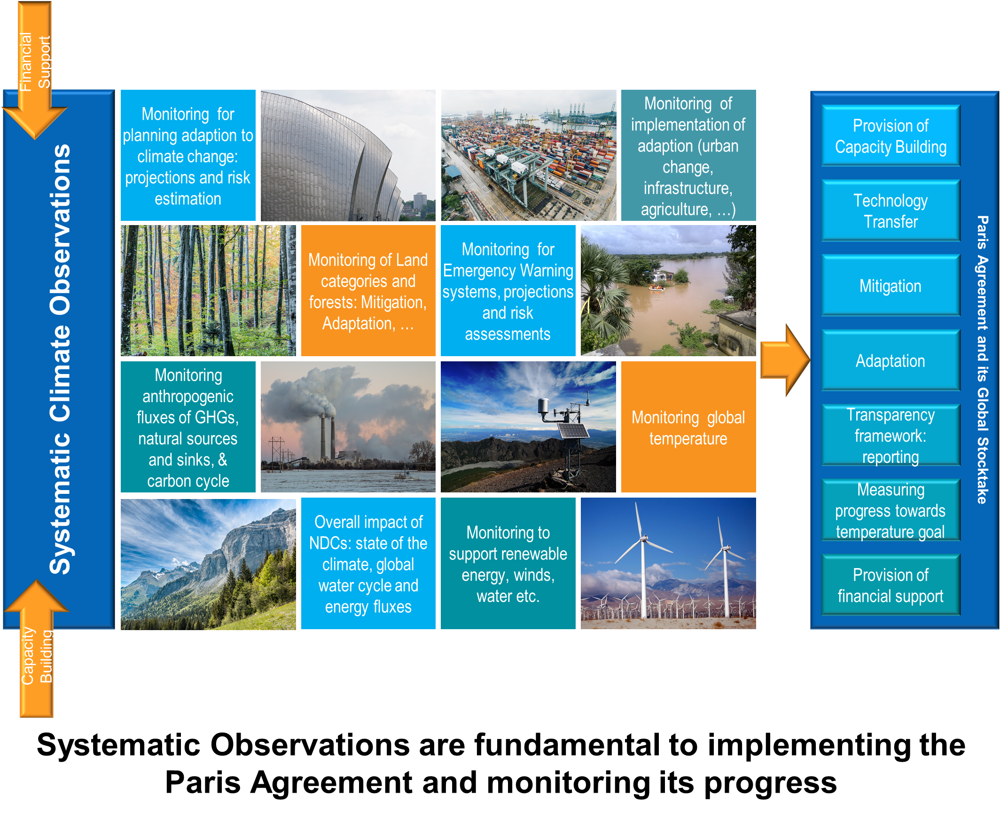 Financial
Support
Systematic Climate Observations
Capacity
Building
Monitoring for
planning adaption to
climate change:
projections and risk
estimation
Monitoring of
implementation of
adaption (urban
change,
infrastructure,
agriculture, …)
Monitoring of Land
categories and
forests: Mitigation,
Adaptation, …
Monitoring for
Emergency Warning
systems, projections
and risk
assessments
Monitoring
anthropogenic
fluxes of GHGs,
natural sources
and sinks, &
carbon cycle
Monitoring global
temperature
Overall impact of
NDCs: state of the
climate, global
water cycle and
energy fluxes
Monitoring to
support renewable
energy, winds,
water etc.
Provision of
Capacity Building
Technology
Transfer
Mitigation
Adaptation
Transparency
framework:
reporting
Measuring
progress towards
temperature goal
Provision of
financial support
Paris Agreement and its Global Stocktake
Systematic Observations are fundamental to implementing the
Paris Agreement and monitoring its progress